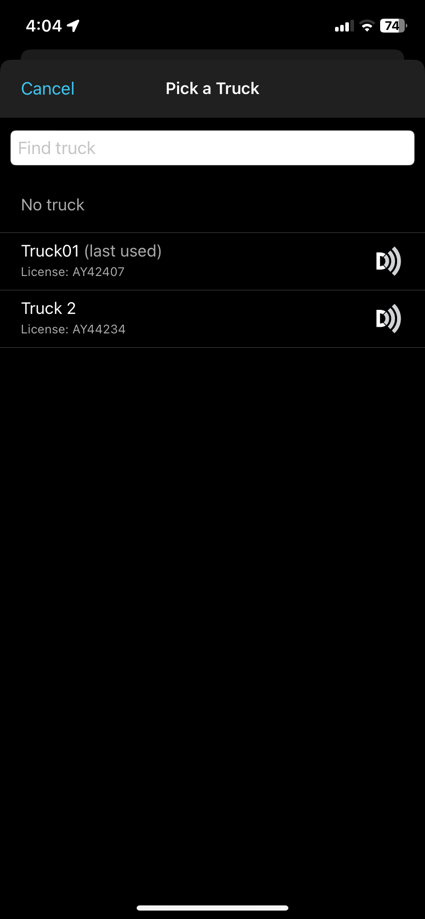 4:04
74
Cancel
Pick a Truck
Find truck
No truck
Truck01 (last used)
License: AY42407
Truck 2
License: AY44234